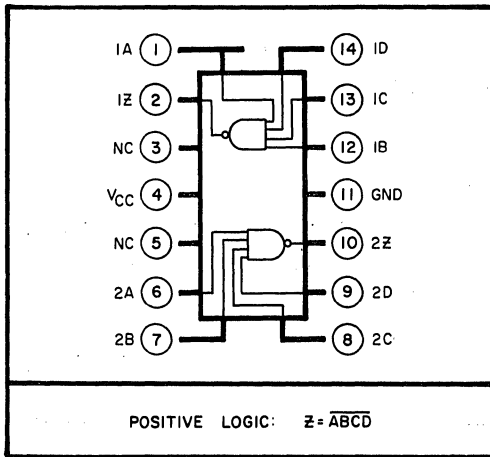 1A 1 14 1D
1Z 2 13 1C
NC 3 12 1B
VCC 4 11 GND
NC 5 10 2Z
2A 6 9 2D
2B 7 8 2C
POSITIVE LOGIC: Z = \overline{ABCD}